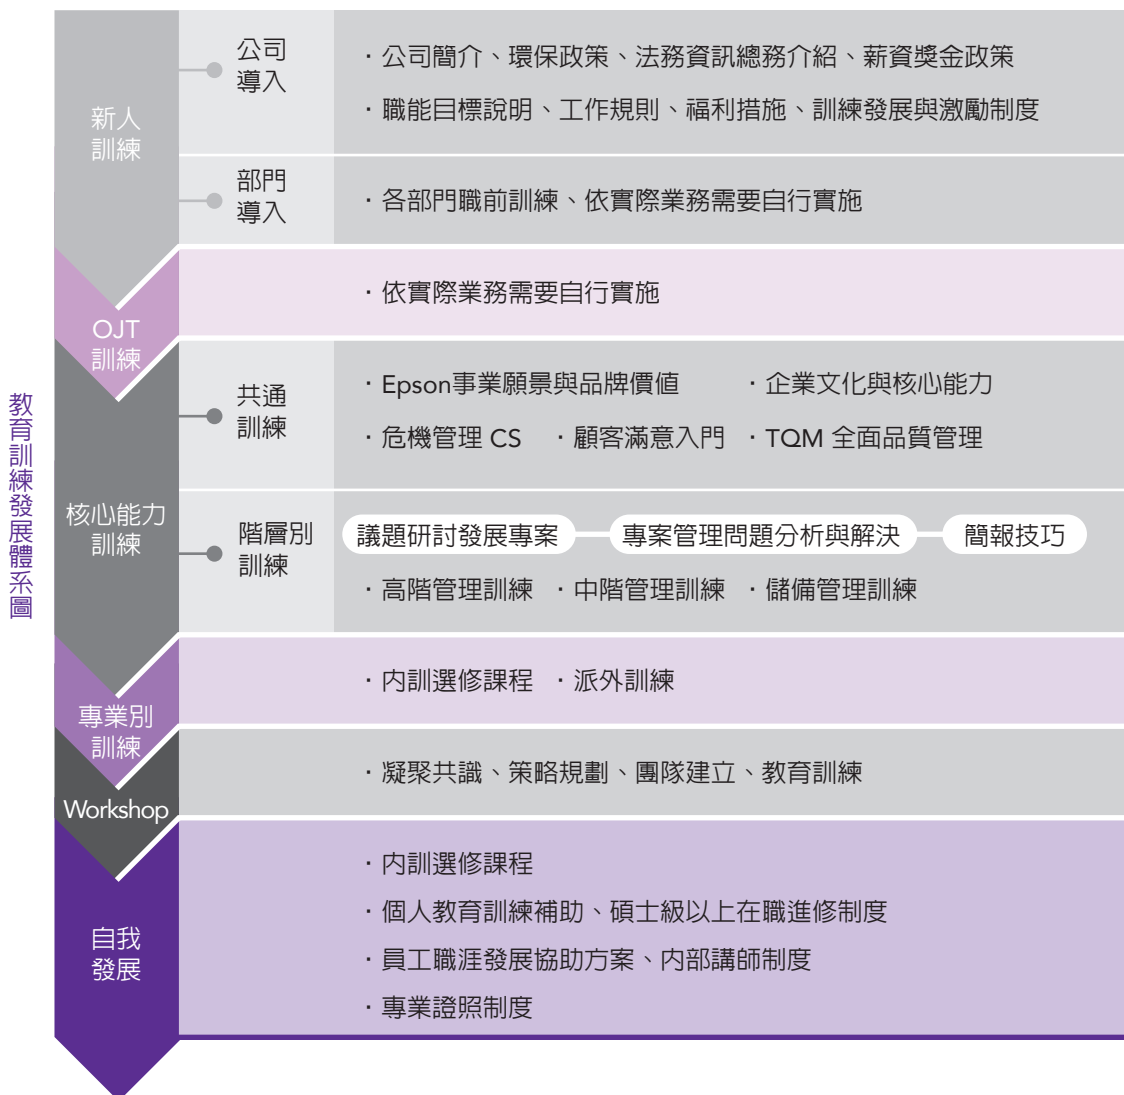 教育訓練發展體系圖
新人
訓練
公司
導入
．公司簡介、環保政策、法務資訊總務介紹、薪資獎金政策
．職能目標說明、工作規則、福利措施、訓練發展與激勵制度
部門
導入
．各部門職前訓練、依實際業務需要自行實施
OJT
訓練
．依實際業務需要自行實施
核心能力
訓練
共通
訓練
．Epson事業願景與品牌價值 ．企業文化與核心能力
．危機管理 CS ．顧客滿意入門 ．TQM 全面品質管理
階層別
訓練
議題研討發展專案 專案管理問題分析與解決 簡報技巧
．高階管理訓練 ．中階管理訓練 ．儲備管理訓練
專業別
訓練
．內訓選修課程 ．派外訓練
Workshop
．凝聚共識、策略規劃、團隊建立、教育訓練
自我
發展
．內訓選修課程
．個人教育訓練補助、碩士級以上在職進修制度
．員工職涯發展協助方案、內部講師制度
．專業證照制度